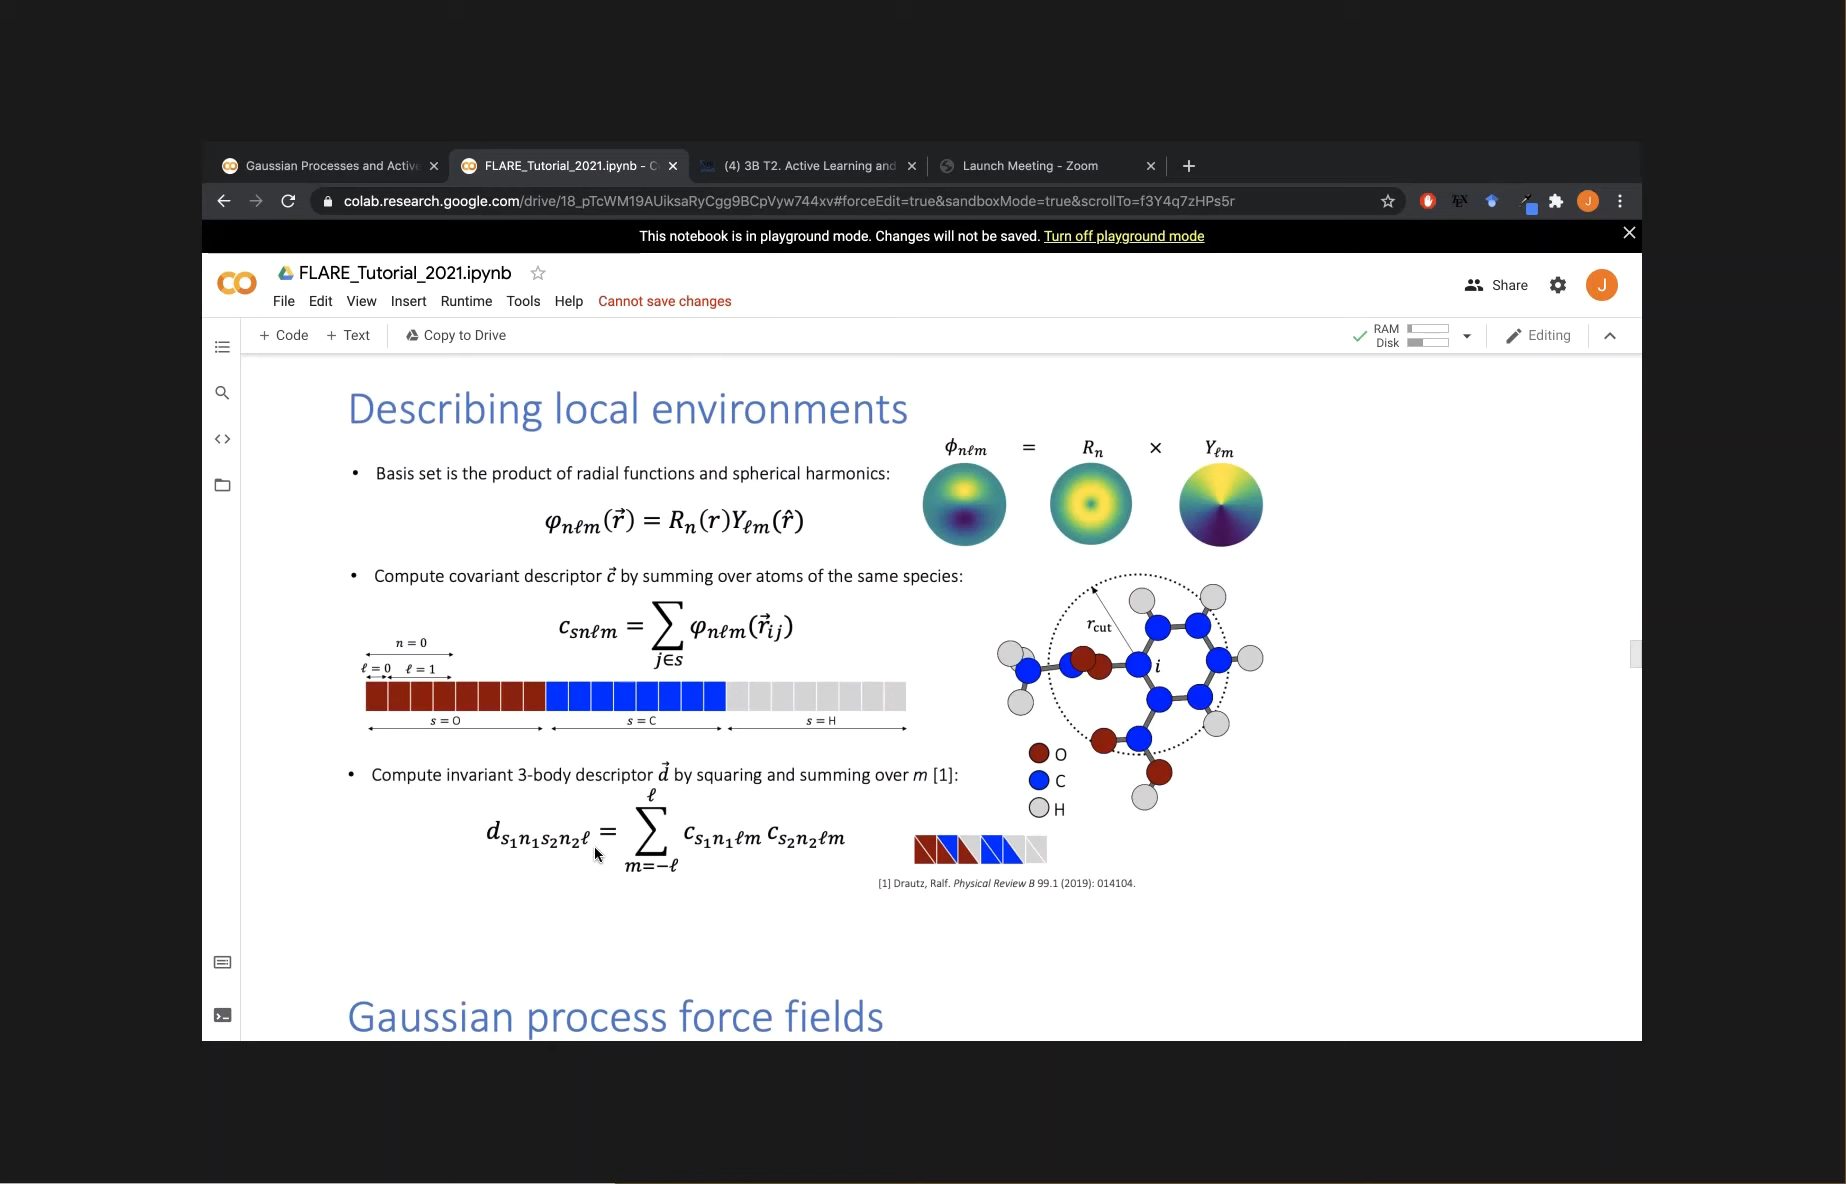 Gaussian Processes and Active
FLARE_Tutorial_2021.ipynb - C
(4) 3B T2. Active Learning and
Launch Meeting - Zoom
colab.research.google.com/drive/18_pTcWM19AUiksaRyCgg9BCpVyw744xv#forceEdit=true&sandboxMode=true&scrollTo=f3Y4q7zHPs5r
This notebook is in playground mode. Changes will not be saved. Turn off playground mode
FLARE_Tutorial_2021.ipynb
File Edit View Insert Runtime Tools Help Cannot save changes
Share
J
J
+ Code + Text Copy to Drive
RAM
Disk
Editing
Describing local environments
ϕnℓm = Rn × Yℓm
• Basis set is the product of radial functions and spherical harmonics:
φnℓm(r⃗) = Rn(r)Yℓm(r̂)
• Compute covariant descriptor c⃗ by summing over atoms of the same species:
csnℓm = ∑j∈s φnℓm(r⃗ij)
n = 0
ℓ = 0 ℓ = 1
s = O s = C s = H
rcut
i
O
C
H
• Compute invariant 3-body descriptor d⃗ by squaring and summing over m [1]:
ds1n1s2n2ℓ = ∑ℓm=−ℓ cs1n1ℓm cs2n2ℓm
[1] Drautz, Ralf. Physical Review B 99.1 (2019): 014104.
Gaussian process force fields